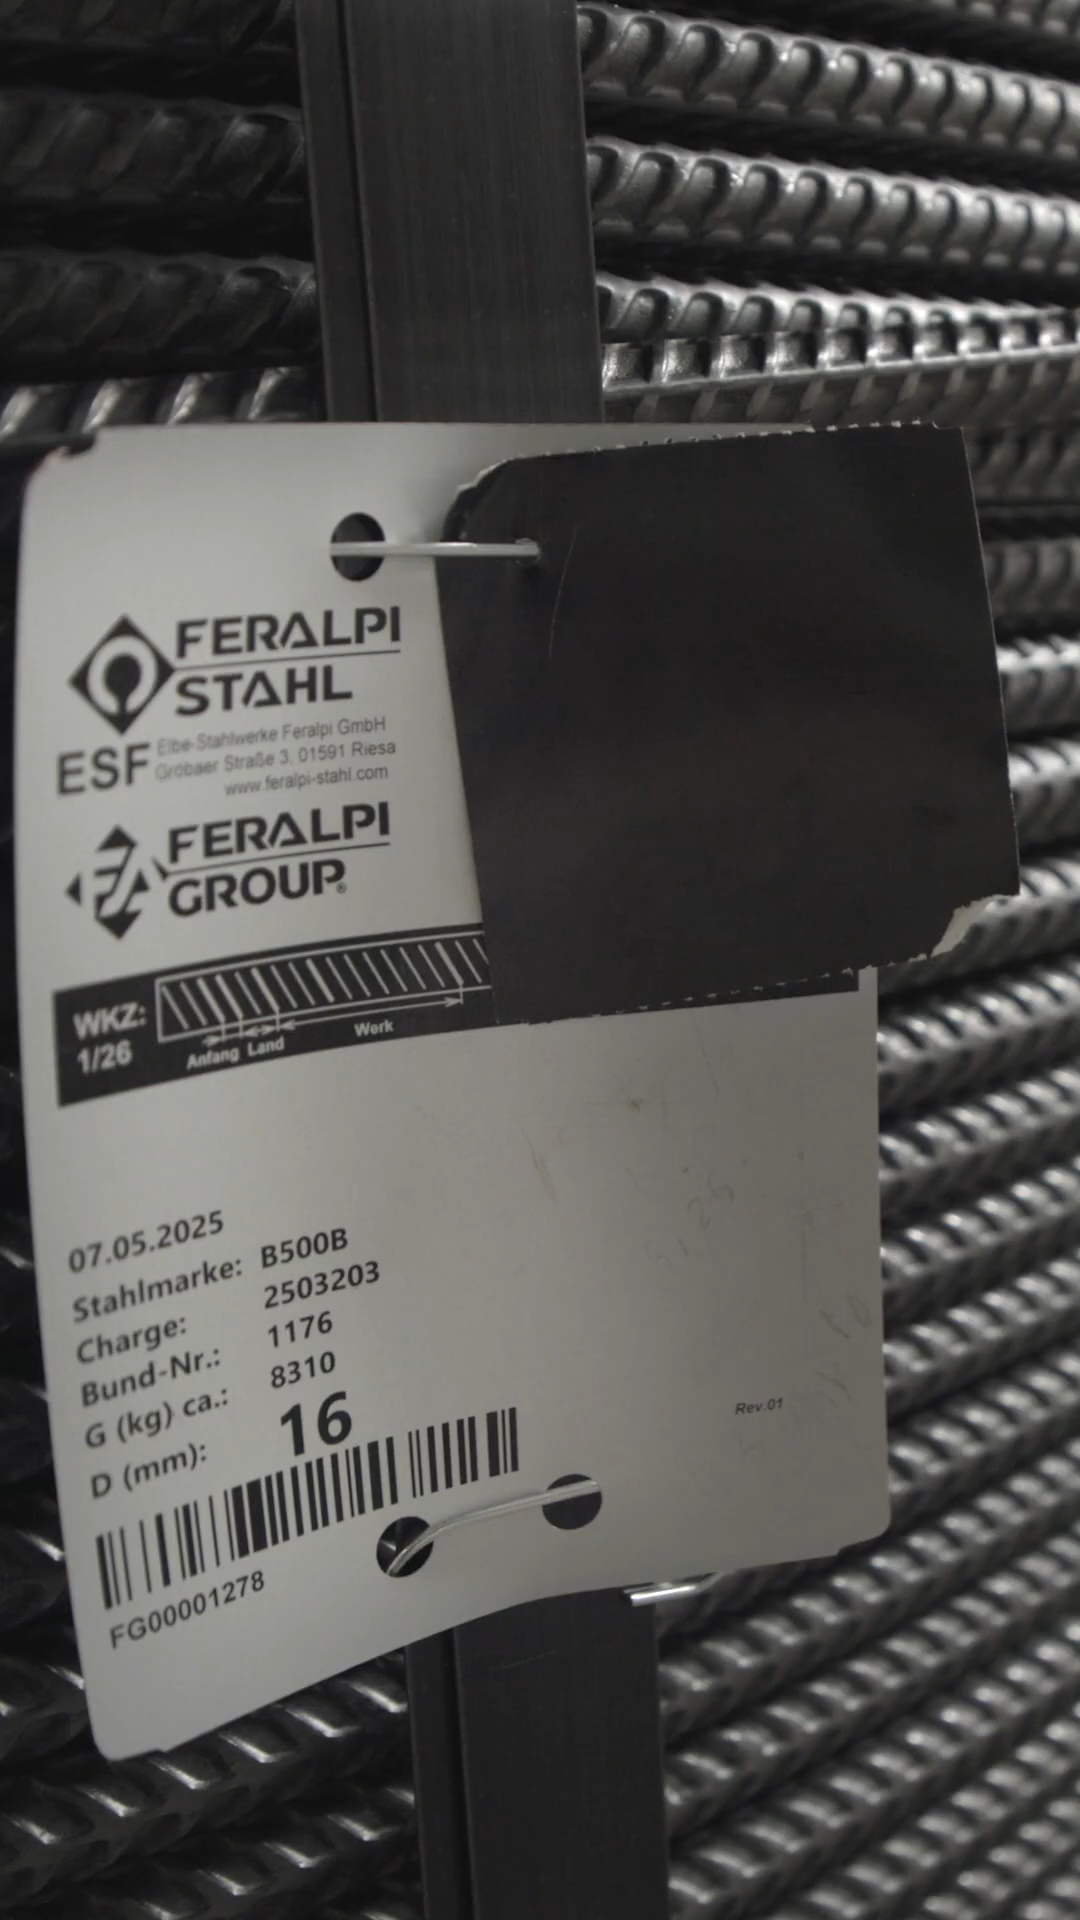 FERALPI
STAHL
ESF
Elbe-Stahlwerke Feralpi GmbH
Gröbaer Straße 3, 01591 Riesa
www.feralpi-stahl.com
FERALPI
GROUP®
WKZ:
1/26
Anfang Land Werk
07.05.2025
Stahlmarke: B500B
Charge: 2503203
Bund-Nr.: 1176
G (kg) ca.: 8310
D (mm): 16
Rev.01
FG00001278